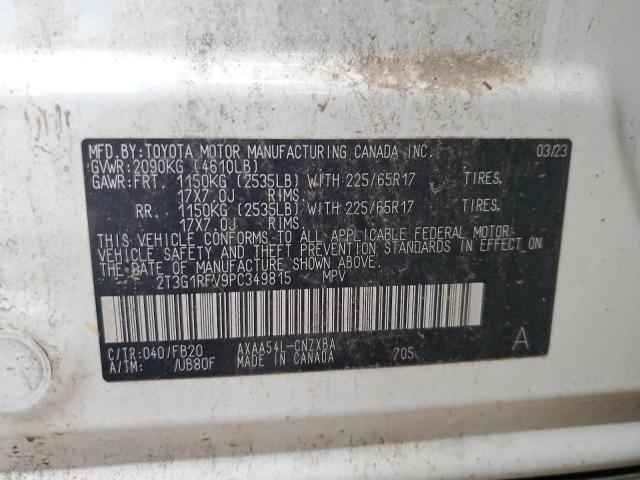 MFD.BY:TOYOTA MOTOR MANUFACTURING CANADA INC. 03/23
GVWR:2090KG (4610LB)
GAWR:FRT. 1150KG (2535LB) WITH 225/65R17 TIRES,
17X7.0J RIMS,
RR. 1150KG (2535LB) WITH 225/65R17 TIRES,
17X7.0J RIMS.
THIS VEHICLE CONFORMS TO ALL APPLICABLE FEDERAL MOTOR
VEHICLE SAFETY AND THEFT PREVENTION STANDARDS IN EFFECT ON
THE DATE OF MANUFACTURE SHOWN ABOVE.
2T3G1RFV9PC349815 MPV
C/TR:040/FB20 AXAA54L-CNZXBA 705 A
A/TM: /UB80F MADE IN CANADA